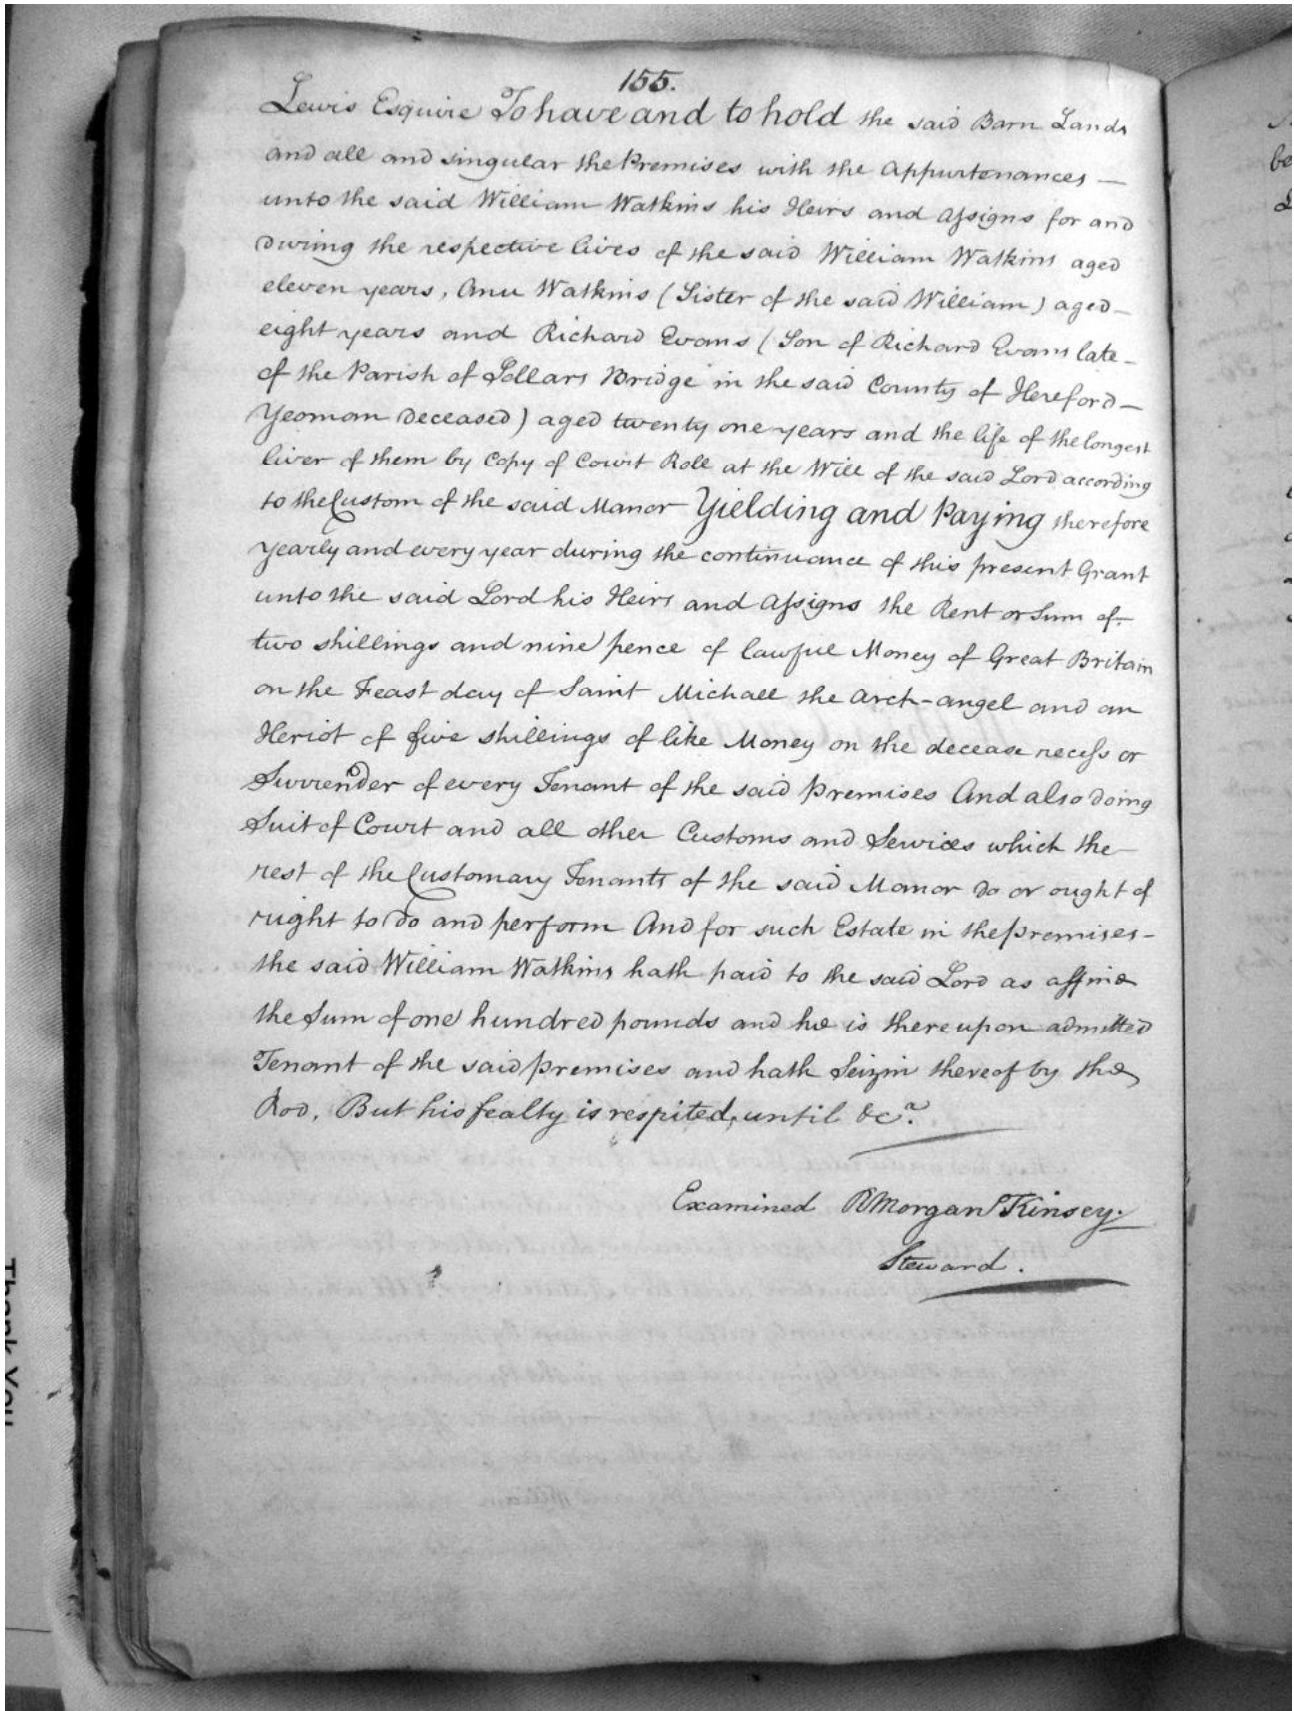 155.
Lewis Esquire To have and to hold the said Barn Lands
and all and singular the Premises with the Appurtenances —
unto the said William Watkins his Heirs and Assigns for and
during the respective lives of the said William Watkins aged
eleven years, Ann Watkins (Sister of the said William) aged —
eight years and Richard Evans (Son of Richard Evans late —
of the Parish of Sellars Bridge in the said County of Hereford —
Yeoman deceased) aged twenty one years and the life of the longest
liver of them by Copy of Court Roll at the Will of the said Lord according
to the Custom of the said Manor Yielding and Paying therefore
yearly and every year during the continuance of this present Grant
unto the said Lord his Heirs and Assigns the Rent or Sum of —
two shillings and nine pence of lawful Money of Great Britain
on the Feast day of Saint Michall the Arch-angel and an
Heriot of five shillings of like Money on the decease recess or
Surrender of every Tenant of the said Premises And also doing
Suit of Court and all other Customs and Services which the —
rest of the Customary Tenants of the said Manor do or ought of
right to do and perform And for such Estate in the premises —
the said William Watkins hath paid to the said Lord as affine
the Sum of one hundred pounds and he is thereupon admitted
Tenant of the said premises and hath Seizin thereof by the
Rod, But his fealty is respited, until &c.
Examined R Morgan Kinsey.
Steward.
be
Thank You